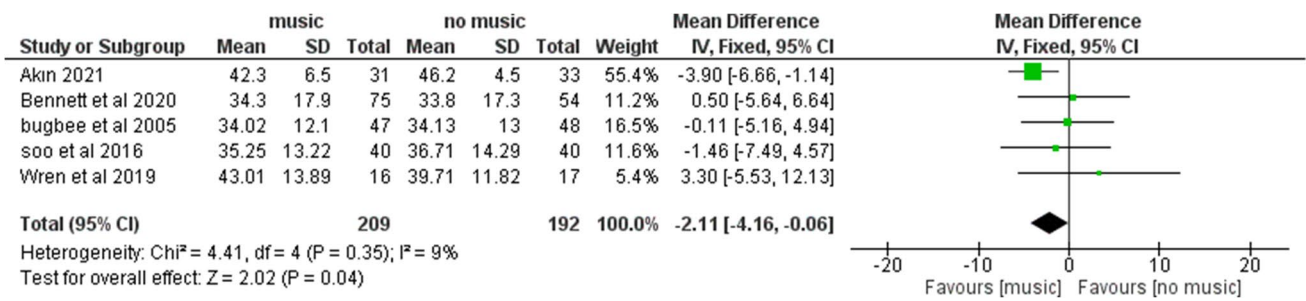 music no music Mean Difference Mean Difference
Study or Subgroup Mean SD Total Mean SD Total Weight IV, Fixed, 95% CI IV, Fixed, 95% CI
Akın 2021 42.3 6.5 31 46.2 4.5 33 55.4% -3.90 [-6.66, -1.14]
Bennett et al 2020 34.3 17.9 75 33.8 17.3 54 11.2% 0.50 [-5.64, 6.64]
bugbee et al 2005 34.02 12.1 47 34.13 13 48 16.5% -0.11 [-5.16, 4.94]
soo et al 2016 35.25 13.22 40 36.71 14.29 40 11.6% -1.46 [-7.49, 4.57]
Wren et al 2019 43.01 13.89 16 39.71 11.82 17 5.4% 3.30 [-5.53, 12.13]
Total (95% CI) 209 192 100.0% -2.11 [-4.16, -0.06]
Heterogeneity: Chi² = 4.41, df = 4 (P = 0.35); I² = 9%
Test for overall effect: Z = 2.02 (P = 0.04)
-20 -10 0 10 20
Favours [music] Favours [no music]